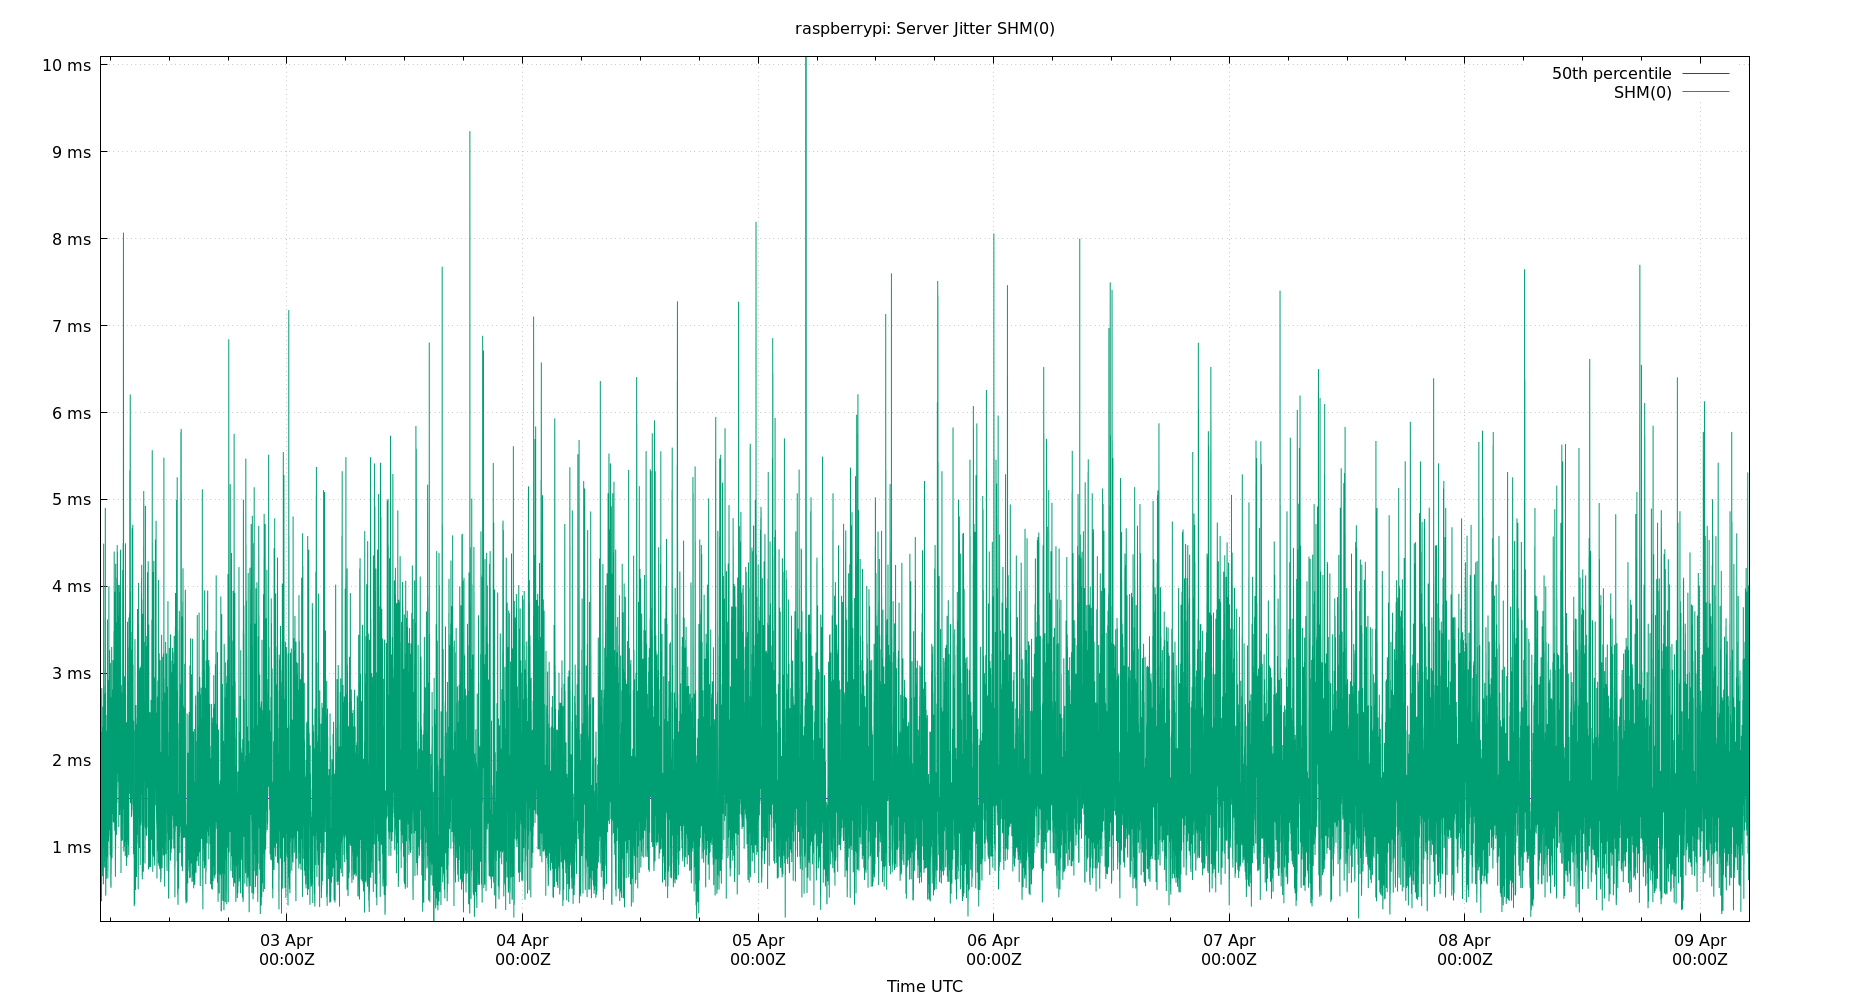 raspberrypi: Server Jitter SHM(0)
50th percentile
SHM(0)
10 ms
9 ms
8 ms
7 ms
6 ms
5 ms
4 ms
3 ms
2 ms
1 ms
03 Apr 04 Apr 05 Apr 06 Apr 07 Apr 08 Apr 09 Apr
00:00Z 00:00Z 00:00Z 00:00Z 00:00Z 00:00Z 00:00Z
Time UTC